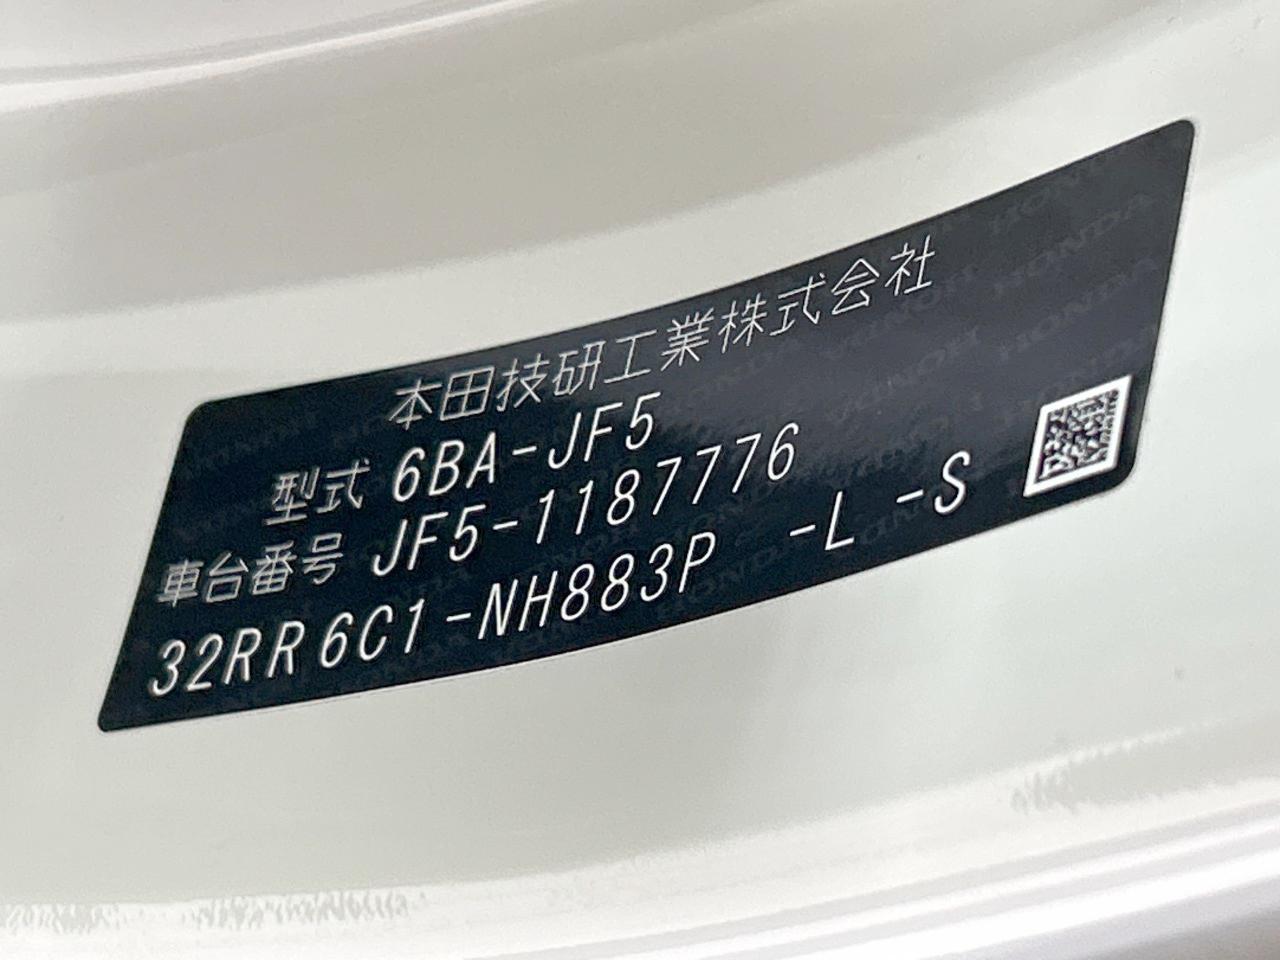 本田技研工業株式会社
型式 6BA-JF5
車台番号 JF5-1187776
32RR6C1-NH883P -L -S